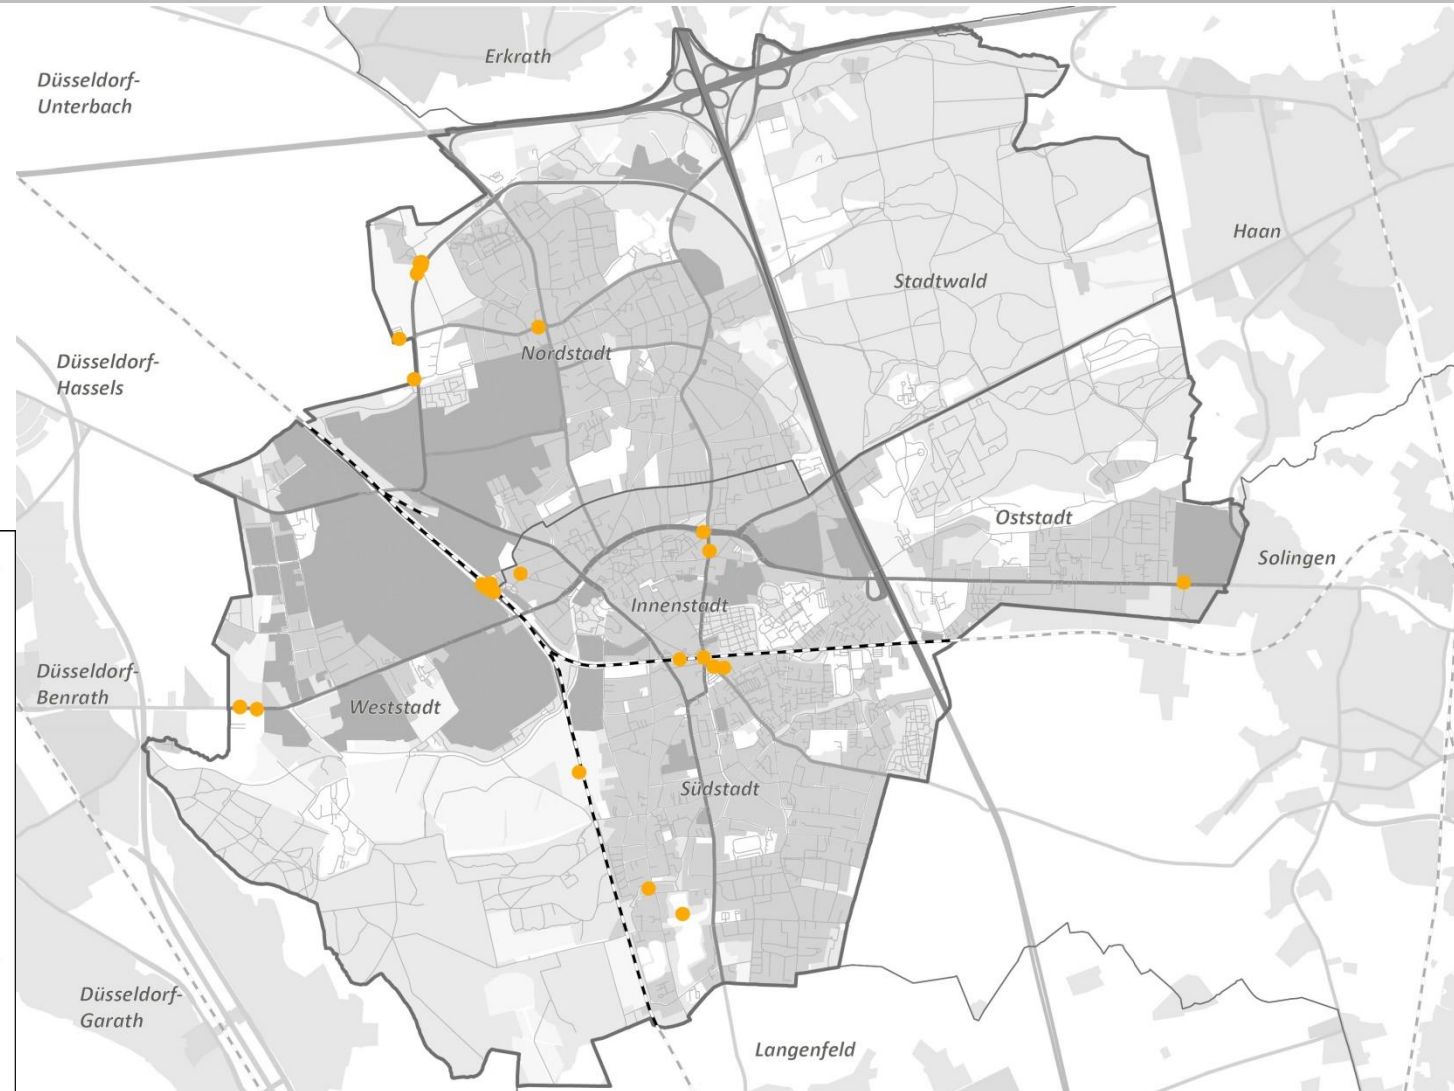 Erkrath
Düsseldorf-
Unterbach
Haan
Stadtwald
Nordstadt
Düsseldorf-
Hassels
Oststadt
Solingen
Innenstadt
Düsseldorf-
Benrath
Weststadt
Südstadt
Düsseldorf-
Garath
Langenfeld